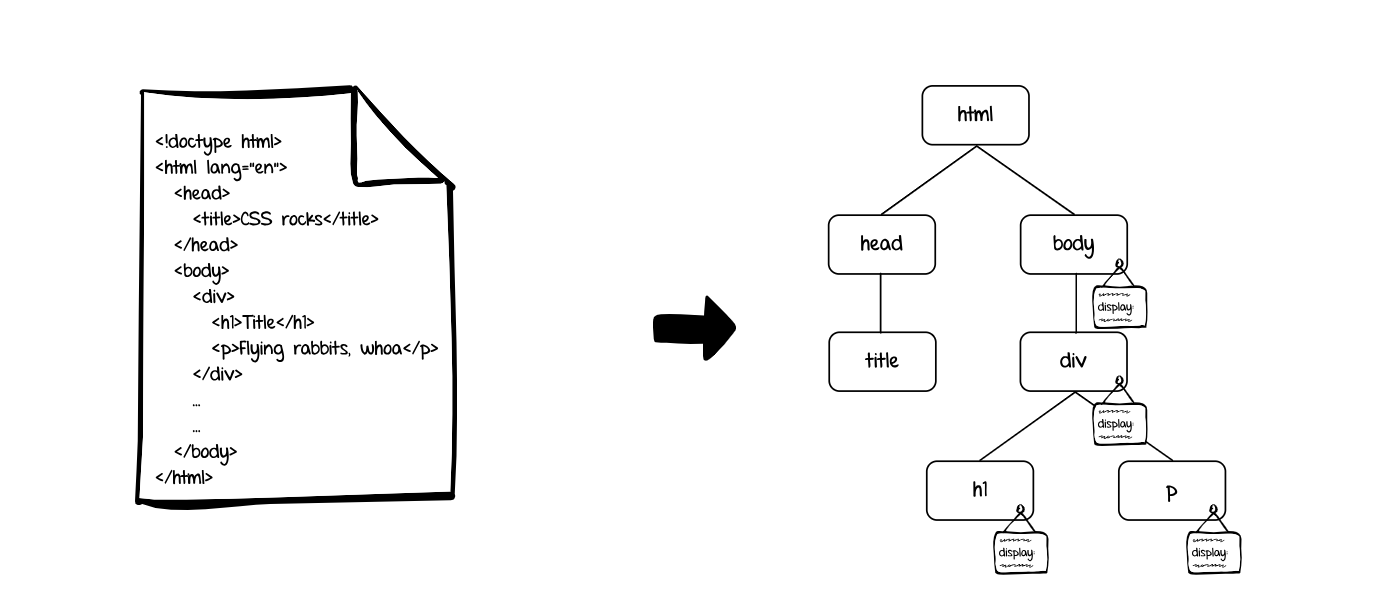 <!doctype html>
<html lang="en">
<head>
<title>CSS rocks</title>
</head>
<body>
<div>
<h1>Title</h1>
<p>Flying rabbits, whoa</p>
</div>
...
...
</body>
</html>
html
head
body
display:
title
div
display:
h1
p
display:
display: